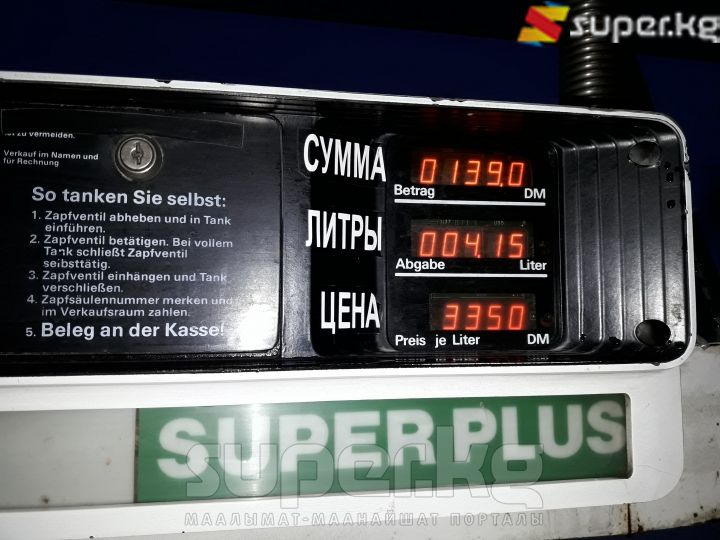 super.kg
ist zu vermeiden.
Verkauf im Namen und
für Rechnung
So tanken Sie selbst:
1. Zapfventil abheben und in Tank
einführen.
2. Zapfventil betätigen. Bei vollem
Tank schließt Zapfventil
selbsttätig.
3. Zapfventil einhängen und Tank
verschließen.
4. Zapfsäulennummer merken und
im Verkaufsraum zahlen.
5. Beleg an der Kasse!
СУММА
0139.0
Betrag DM
ЛИТРЫ
004.15
Abgabe Liter
ЦЕНА
3350
Preis je Liter DM
SUPER PLUS
super.kg
МААЛЫМАТ-МААНАЙШАТ ПОРТАЛЫ